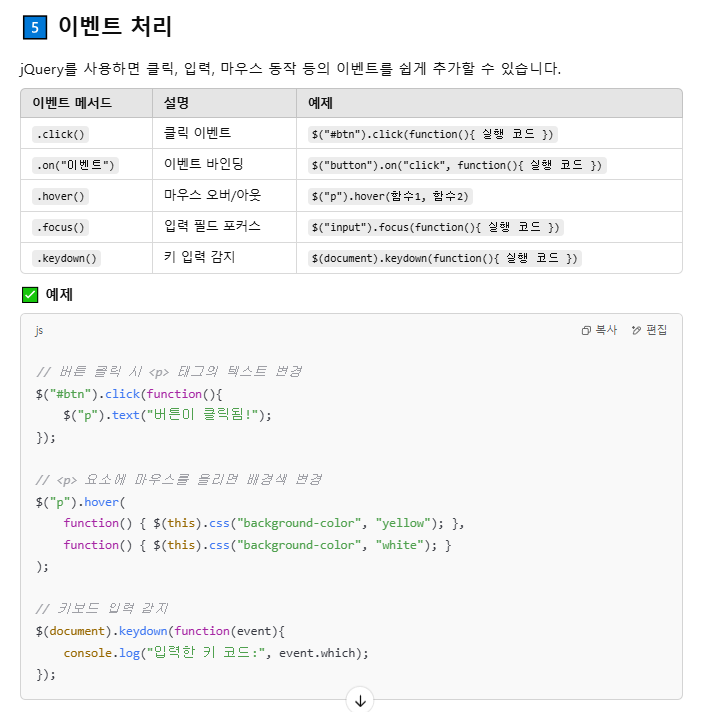 5 이벤트 처리
jQuery를 사용하면 클릭, 입력, 마우스 동작 등의 이벤트를 쉽게 추가할 수 있습니다.
이벤트 메서드 설명 예제
.click() 클릭 이벤트 $("#btn").click(function(){ 실행 코드 })
.on("이벤트") 이벤트 바인딩 $("button").on("click", function(){ 실행 코드 })
.hover() 마우스 오버/아웃 $("p").hover(함수1, 함수2)
.focus() 입력 필드 포커스 $("input").focus(function(){ 실행 코드 })
.keydown() 키 입력 감지 $(document).keydown(function(){ 실행 코드 })
✅ 예제
js 복사 편집
// 버튼 클릭 시 <p> 태그의 텍스트 변경
$("#btn").click(function(){
    $("p").text("버튼이 클릭됨!");
});
// <p> 요소에 마우스를 올리면 배경색 변경
$("p").hover(
    function() { $(this).css("background-color", "yellow"); },
    function() { $(this).css("background-color", "white"); }
);
// 키보드 입력 감지
$(document).keydown(function(event){
    console.log("입력한 키 코드:", event.which);
});